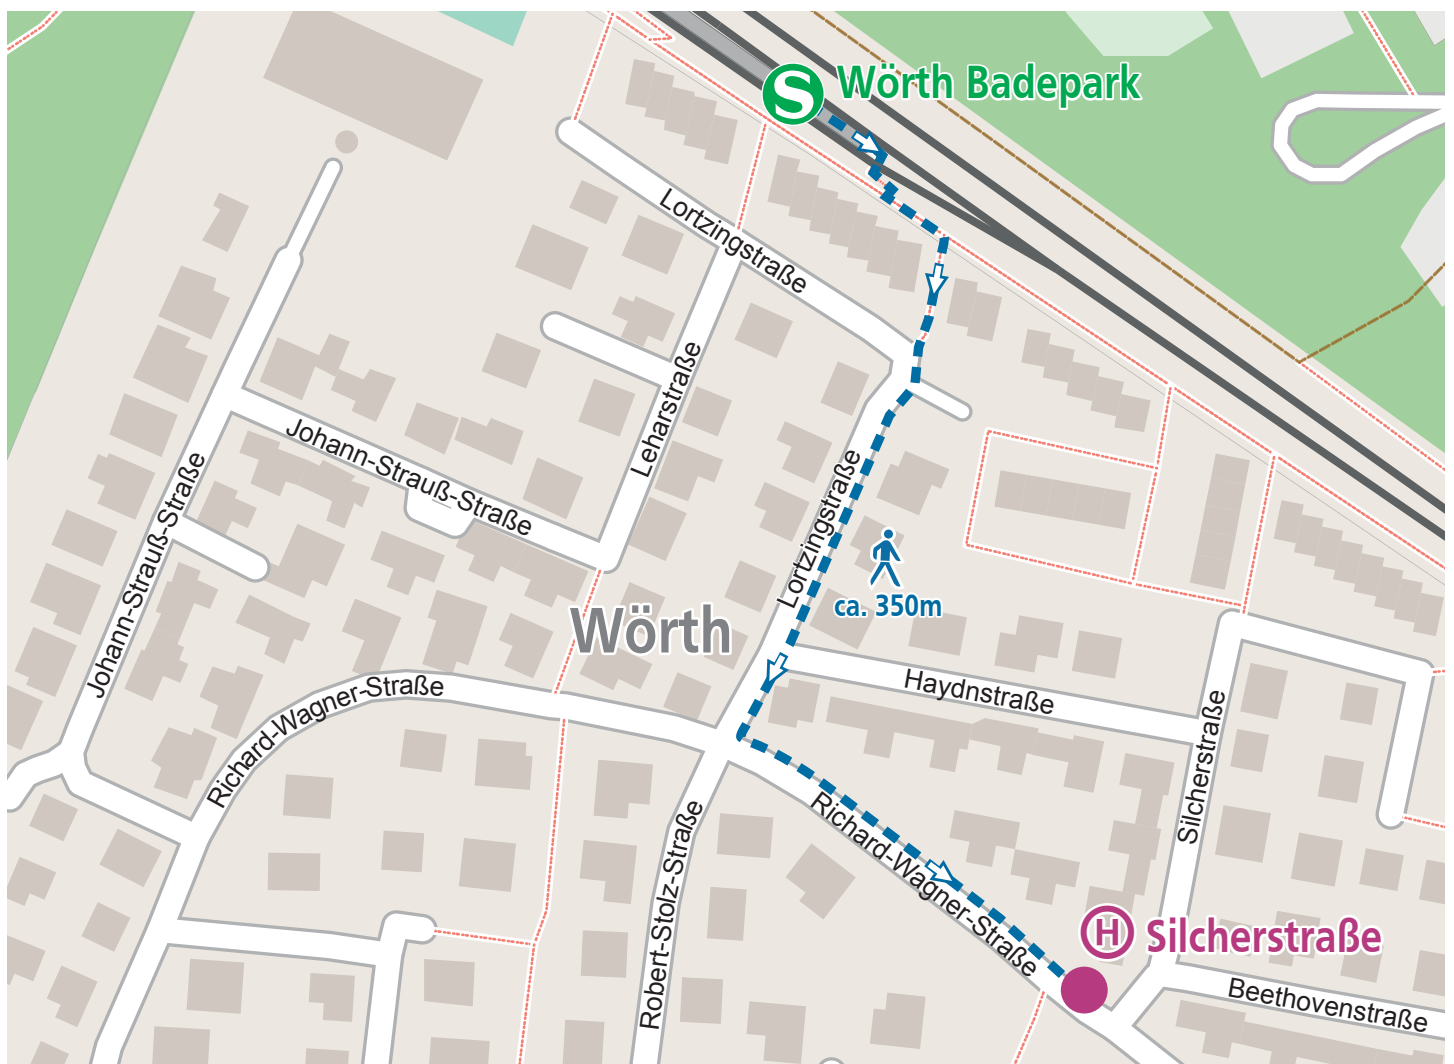 S Wörth Badepark
Lortzingstraße
Leharstraße
Johann-Strauß-Straße
Johann-Strauß-Straße
Lortzingstraße
ca. 350m
Wörth
Richard-Wagner-Straße
Haydnstraße
Silcherstraße
Richard-Wagner-Straße
Robert-Stolz-Straße
H Silcherstraße
Beethovenstraße